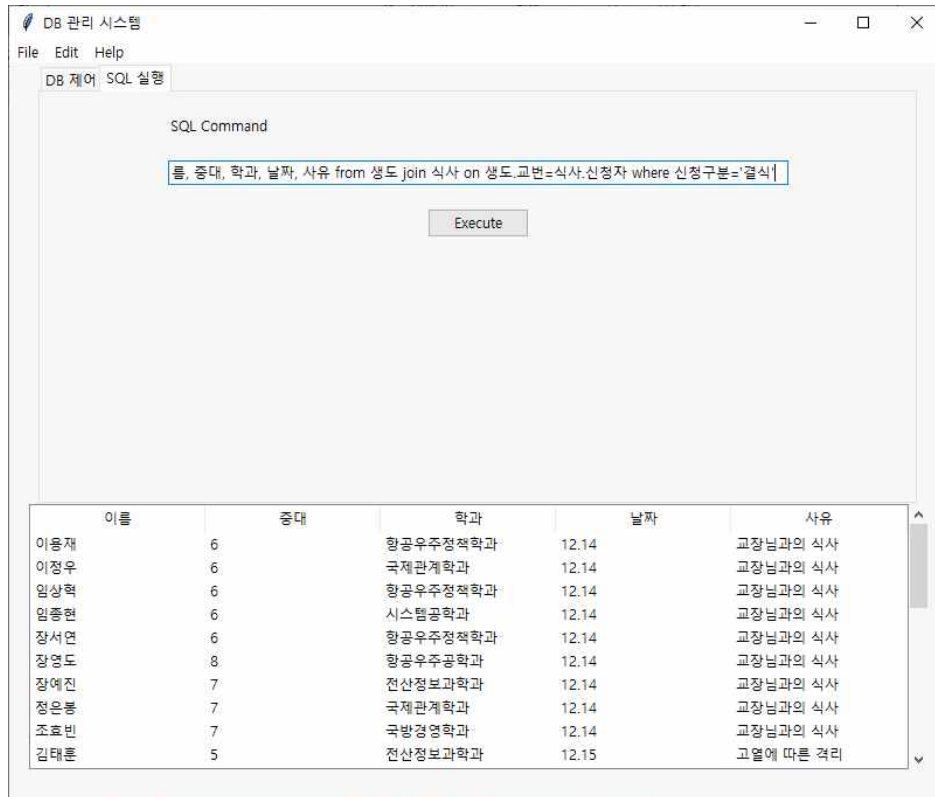 DB 관리 시스템
File Edit Help
DB 제어 SQL 실행
SQL Command
름, 중대, 학과, 날짜, 사유 from 생도 join 식사 on 생도.교번=식사.신청자 where 신청구분='결식'
Execute
이름 중대 학과 날짜 사유
이용재 6 항공우주정책학과 12.14 교장님과의 식사
이정우 6 국제관계학과 12.14 교장님과의 식사
임상혁 6 항공우주정책학과 12.14 교장님과의 식사
임종현 6 시스템공학과 12.14 교장님과의 식사
장서연 6 항공우주정책학과 12.14 교장님과의 식사
장영도 8 항공우주공학과 12.14 교장님과의 식사
장예진 7 전산정보과학과 12.14 교장님과의 식사
정은봉 7 국제관계학과 12.14 교장님과의 식사
조효빈 7 국방경영학과 12.14 교장님과의 식사
김태훈 5 전산정보과학과 12.15 고열에 따른 격리